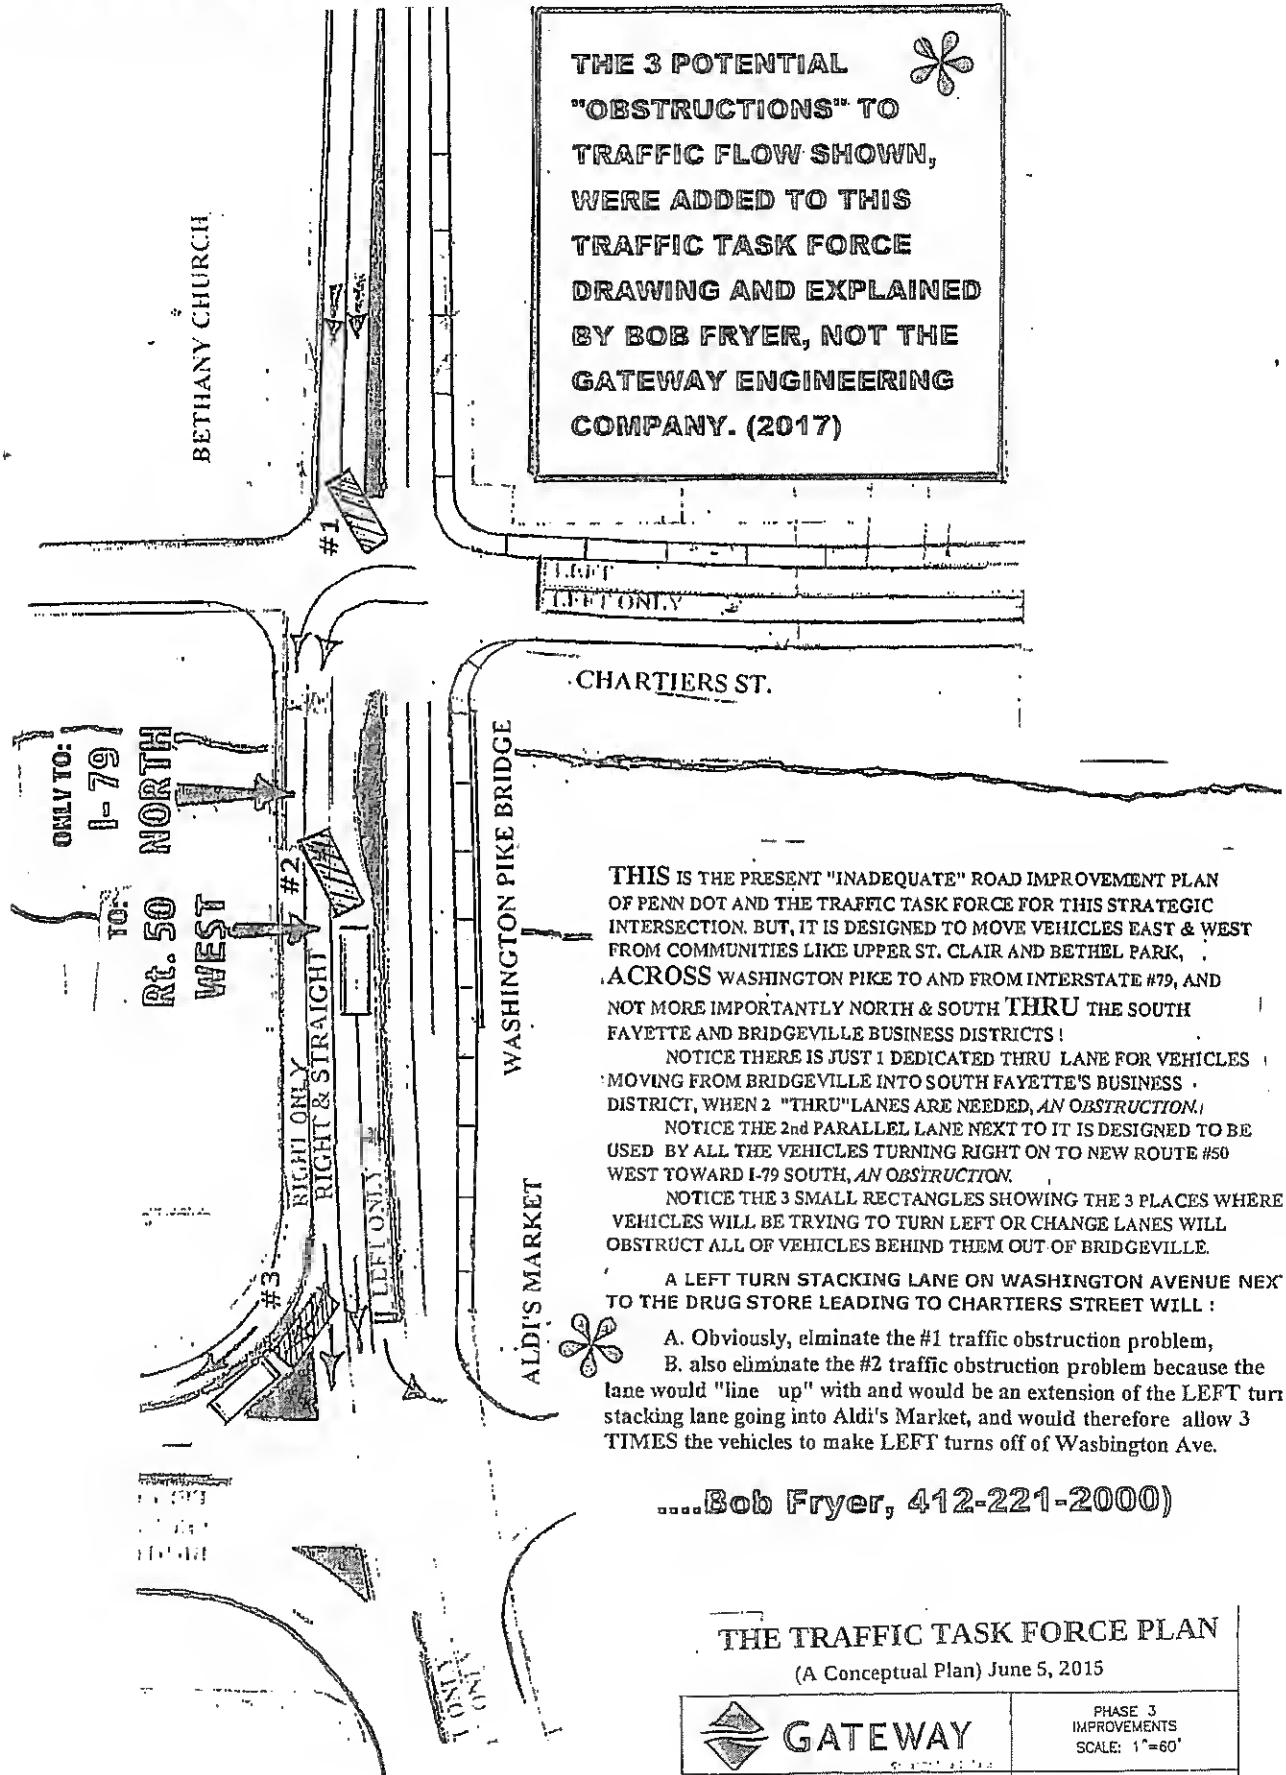 THE 3 POTENTIAL
"OBSTRUCTIONS" TO
TRAFFIC FLOW SHOWN,
WERE ADDED TO THIS
TRAFFIC TASK FORCE
DRAWING AND EXPLAINED
BY BOB FRYER, NOT THE
GATEWAY ENGINEERING
COMPANY. (2017)
BETHANY CHURCH
#1
LEFT
LEFT ONLY
CHARTIERS ST.
ONLY TO:
I-79
NORTH
TO:
Rt. 50
WEST
#2
WASHINGTON PIKE BRIDGE
RIGHT ONLY
RIGHT & STRAIGHT
LEFT ONLY
#3
ALDI'S MARKET
THIS IS THE PRESENT "INADEQUATE" ROAD IMPROVEMENT PLAN
OF PENN DOT AND THE TRAFFIC TASK FORCE FOR THIS STRATEGIC
INTERSECTION. BUT, IT IS DESIGNED TO MOVE VEHICLES EAST & WEST
FROM COMMUNITIES LIKE UPPER ST. CLAIR AND BETHEL PARK,
ACROSS WASHINGTON PIKE TO AND FROM INTERSTATE #79, AND
NOT MORE IMPORTANTLY NORTH & SOUTH THRU THE SOUTH
FAYETTE AND BRIDGEVILLE BUSINESS DISTRICTS !
NOTICE THERE IS JUST 1 DEDICATED THRU LANE FOR VEHICLES
MOVING FROM BRIDGEVILLE INTO SOUTH FAYETTE'S BUSINESS
DISTRICT, WHEN 2 "THRU"LANES ARE NEEDED, AN OBSTRUCTION.
NOTICE THE 2nd PARALLEL LANE NEXT TO IT IS DESIGNED TO BE
USED BY ALL THE VEHICLES TURNING RIGHT ON TO NEW ROUTE #50
WEST TOWARD I-79 SOUTH, AN OBSTRUCTION.
NOTICE THE 3 SMALL RECTANGLES SHOWING THE 3 PLACES WHERE
VEHICLES WILL BE TRYING TO TURN LEFT OR CHANGE LANES WILL
OBSTRUCT ALL OF VEHICLES BEHIND THEM OUT OF BRIDGEVILLE.
A LEFT TURN STACKING LANE ON WASHINGTON AVENUE NEX
TO THE DRUG STORE LEADING TO CHARTIERS STREET WILL :
A. Obviously, elminate the #1 traffic obstruction problem,
B. also eliminate the #2 traffic obstruction problem because the
lane would "line up" with and would be an extension of the LEFT turn
stacking lane going into Aldi's Market, and would therefore allow 3
TIMES the vehicles to make LEFT turns off of Wasbington Ave.
....Bob Fryer, 412-221-2000)
THE TRAFFIC TASK FORCE PLAN
(A Conceptual Plan) June 5, 2015
GATEWAY
PHASE 3
IMPROVEMENTS
SCALE: 1"=60'